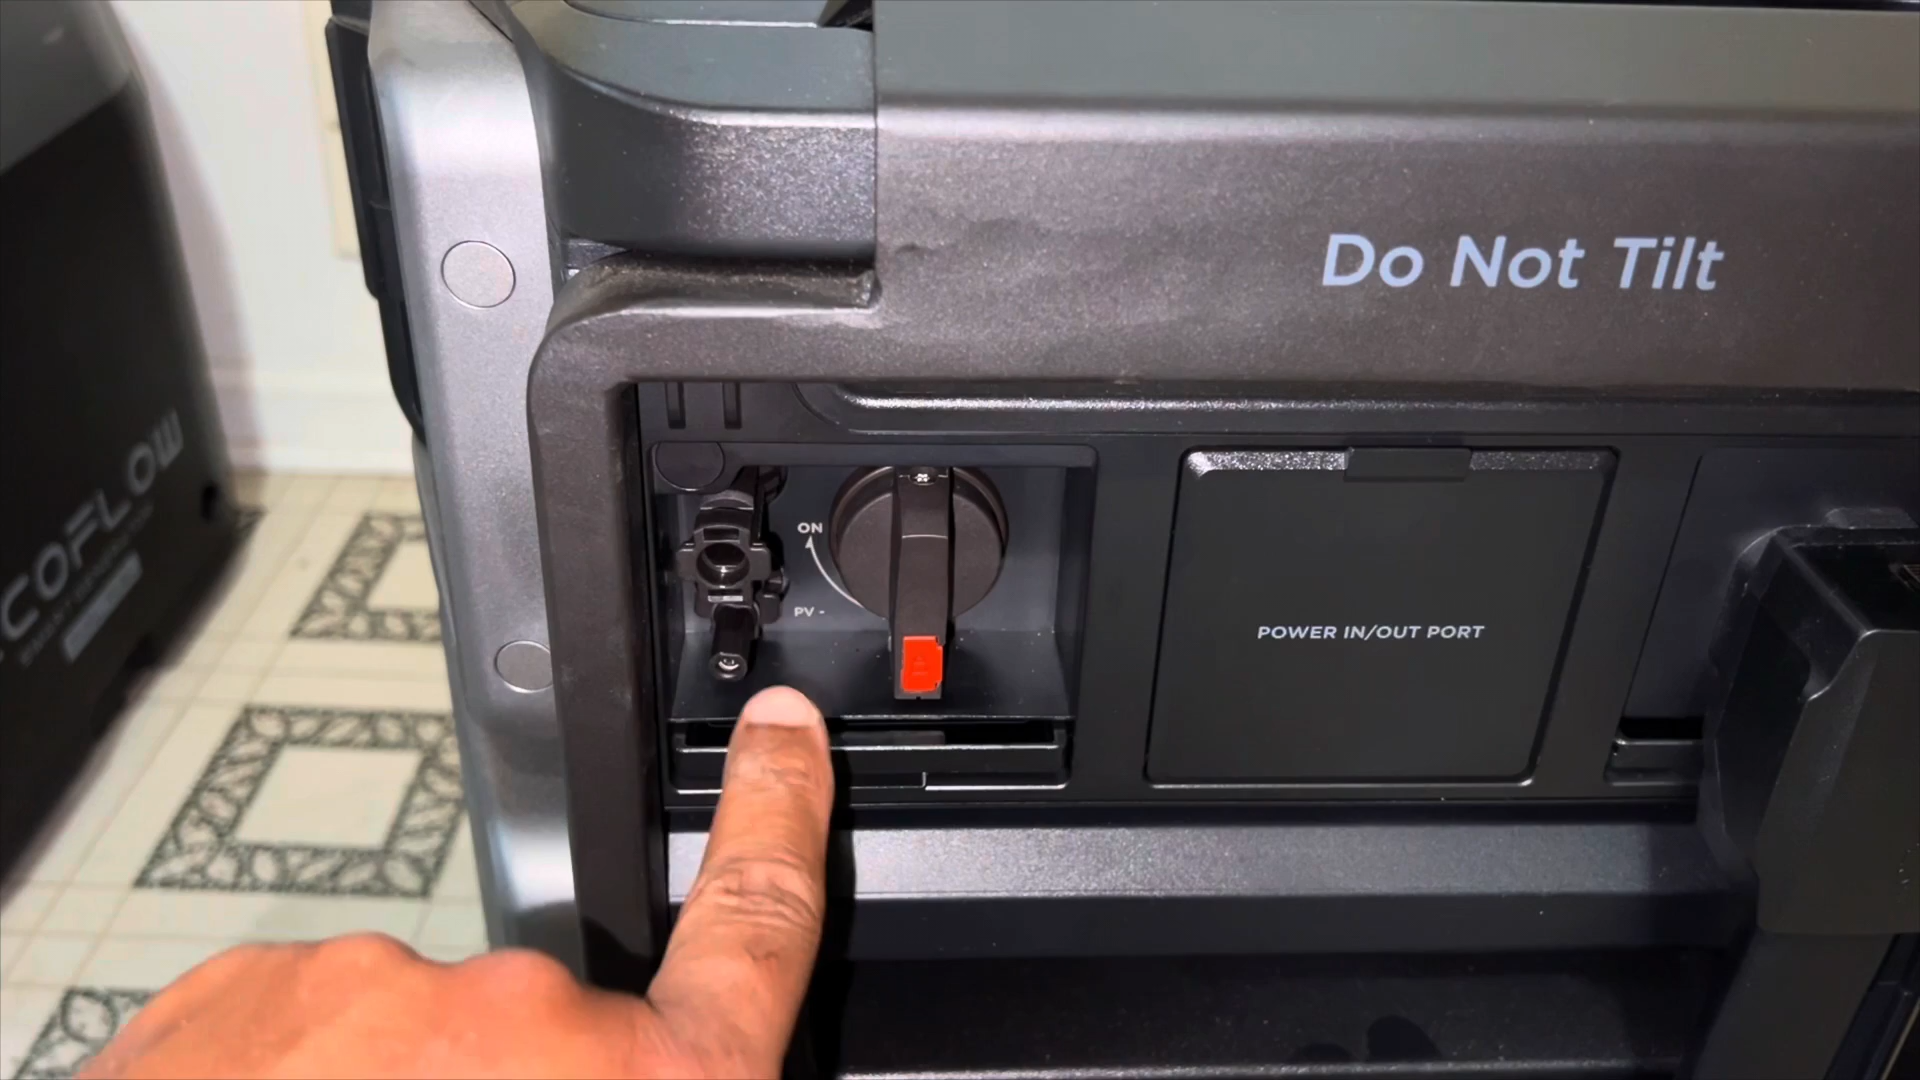 Do Not Tilt
COFLOW
ON
PV -
POWER IN/OUT PORT